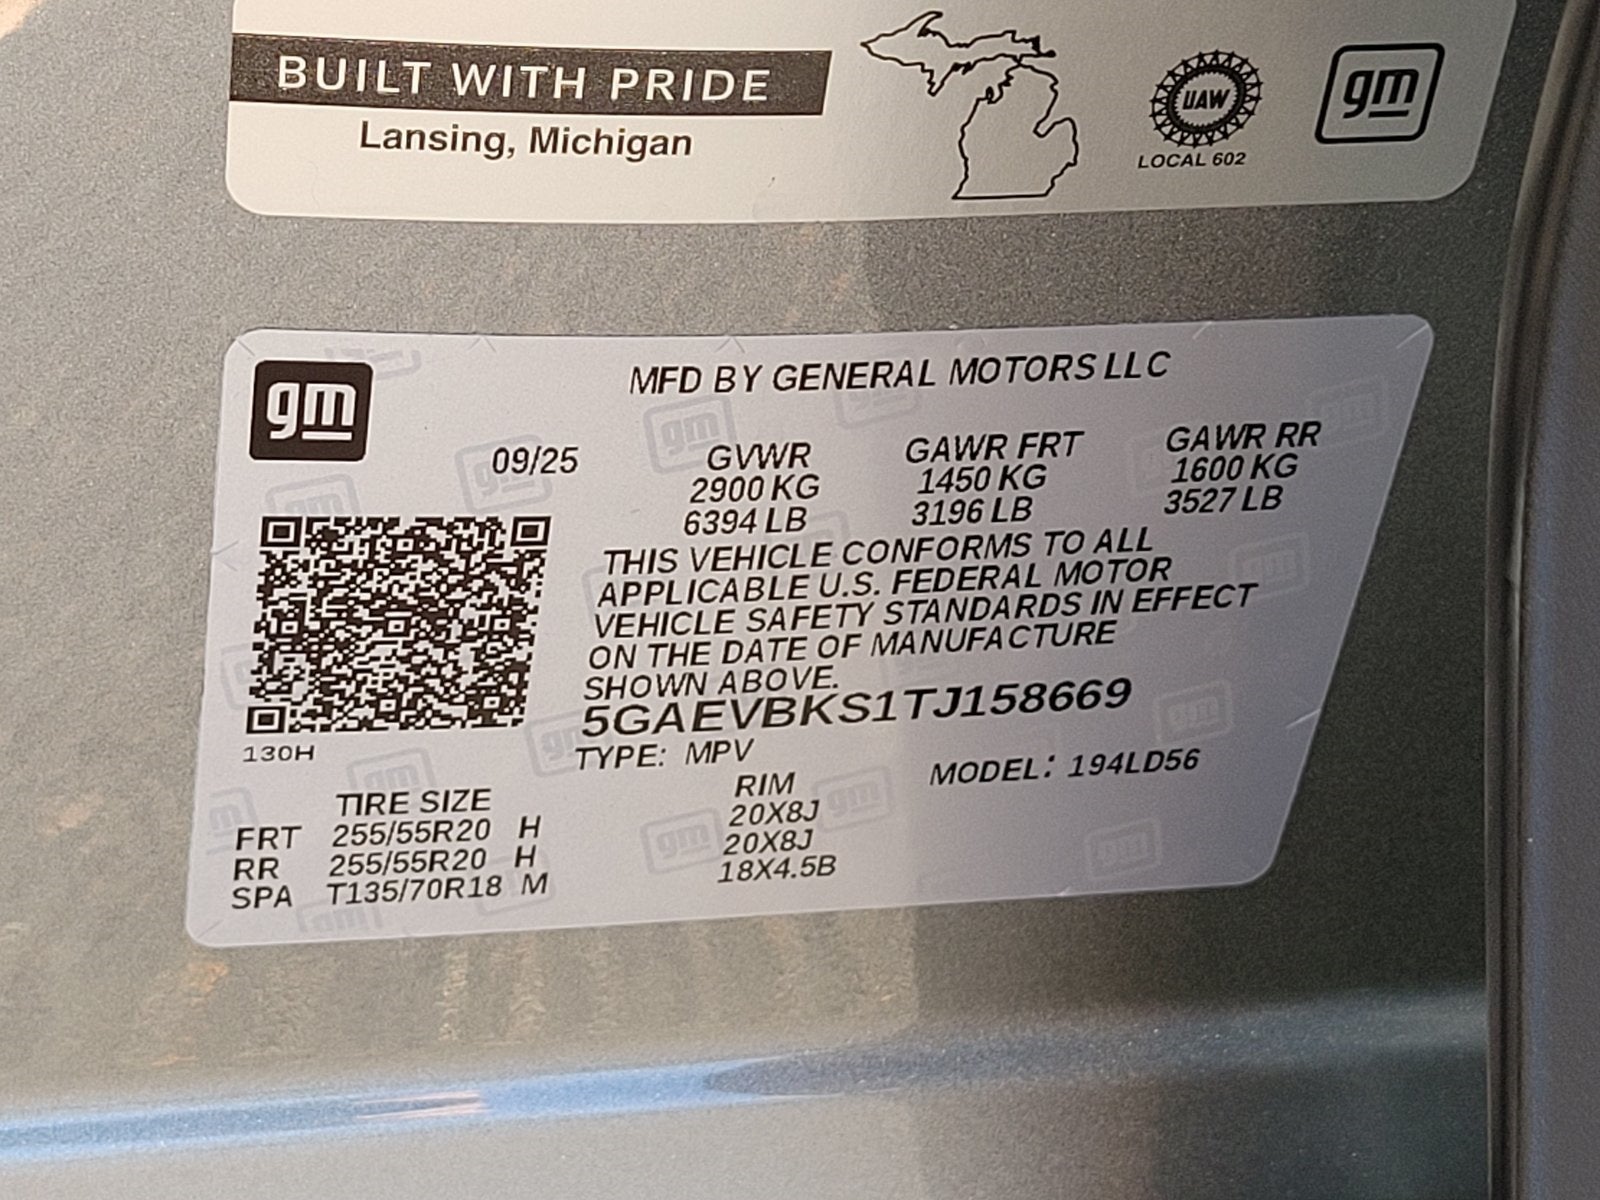 BUILT WITH PRIDE
Lansing, Michigan
UAW
LOCAL 602
gm
gm
MFD BY GENERAL MOTORS LLC
09/25
GVWR GAWR FRT GAWR RR
2900 KG 1450 KG 1600 KG
6394 LB 3196 LB 3527 LB
THIS VEHICLE CONFORMS TO ALL
APPLICABLE U.S. FEDERAL MOTOR
VEHICLE SAFETY STANDARDS IN EFFECT
ON THE DATE OF MANUFACTURE
SHOWN ABOVE.
5GAEVBKS1TJ158669
130H
TYPE: MPV MODEL: 194LD56
TIRE SIZE RIM
FRT 255/55R20 H 20X8J
RR 255/55R20 H 20X8J
SPA T135/70R18 M 18X4.5B